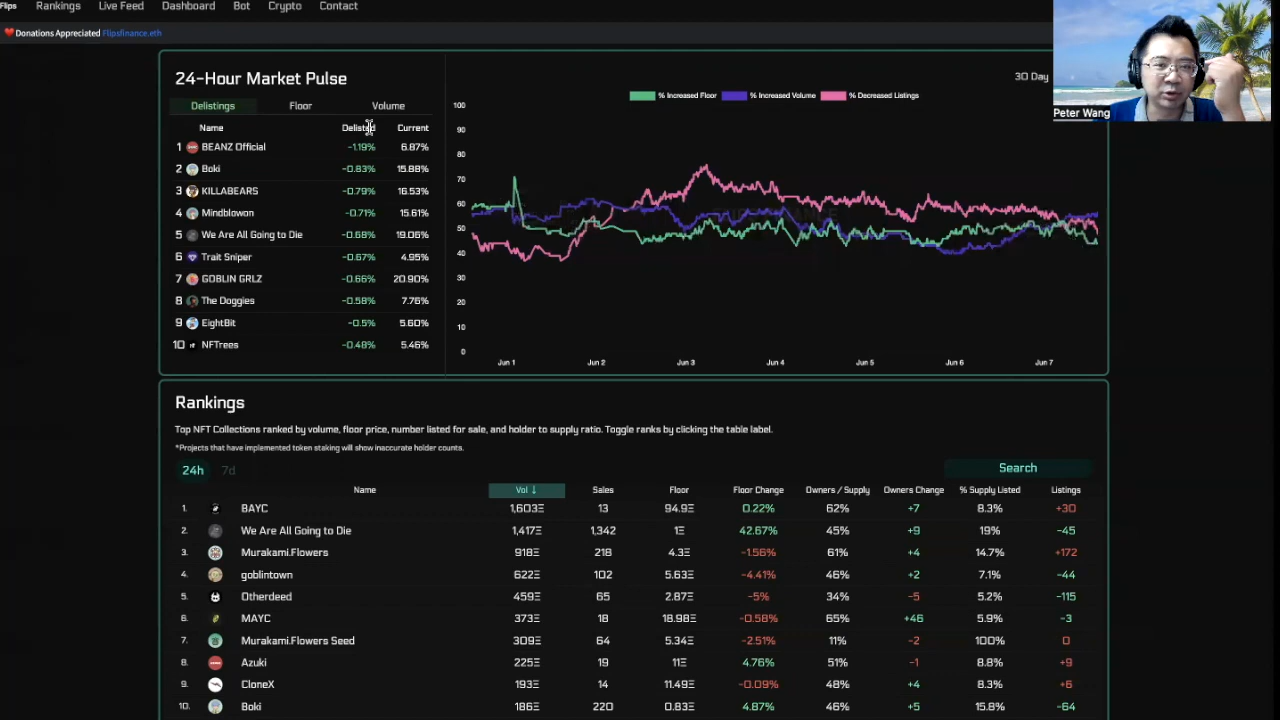 Flips Rankings Live Feed Dashboard Bot Crypto Contact
❤️Donations Appreciated Flipsfinance.eth
24-Hour Market Pulse
30 Day
Delistings Floor Volume
% Increased Floor % Increased Volume % Decreased Listings
Name Delisted Current
1 BEANZ Official -1.19% 6.87%
2 Boki -0.83% 15.88%
3 KILLABEARS -0.79% 16.53%
4 Mindblowon -0.71% 15.61%
5 We Are All Going to Die -0.68% 19.06%
6 Trait Sniper -0.67% 4.95%
7 GOBLIN GRLZ -0.66% 20.90%
8 The Doggies -0.58% 7.76%
9 EightBit -0.5% 5.60%
10 NFTrees -0.48% 5.46%
100
90
80
70
60
50
40
30
20
10
0
Jun 1 Jun 2 Jun 3 Jun 4 Jun 5 Jun 6 Jun 7
Peter Wang
Rankings
Top NFT Collections ranked by volume, floor price, number listed for sale, and holder to supply ratio. Toggle ranks by clicking the table label.
*Projects that have implemented token staking will show inaccurate holder counts.
24h 7d Search
Name Vol ↓ Sales Floor Floor Change Owners / Supply Owners Change % Supply Listed Listings
1. BAYC 1,603Ξ 13 94.9Ξ 0.22% 62% +7 8.3% +30
2. We Are All Going to Die 1,417Ξ 1,342 1Ξ 42.67% 45% +9 19% -45
3. Murakami.Flowers 918Ξ 218 4.3Ξ -1.56% 61% +4 14.7% +172
4. goblintown 622Ξ 102 5.63Ξ -4.41% 46% +2 7.1% -44
5. Otherdeed 459Ξ 65 2.87Ξ -5% 34% -5 5.2% -115
6. MAYC 373Ξ 18 18.98Ξ -0.58% 65% +46 5.9% -3
7. Murakami.Flowers Seed 309Ξ 64 5.34Ξ -2.51% 11% -2 100% 0
8. Azuki 225Ξ 19 11Ξ 4.76% 51% -1 8.8% +9
9. CloneX 193Ξ 14 11.49Ξ -0.09% 48% +4 8.3% +6
10. Boki 186Ξ 220 0.83Ξ 4.87% 46% +5 15.8% -64